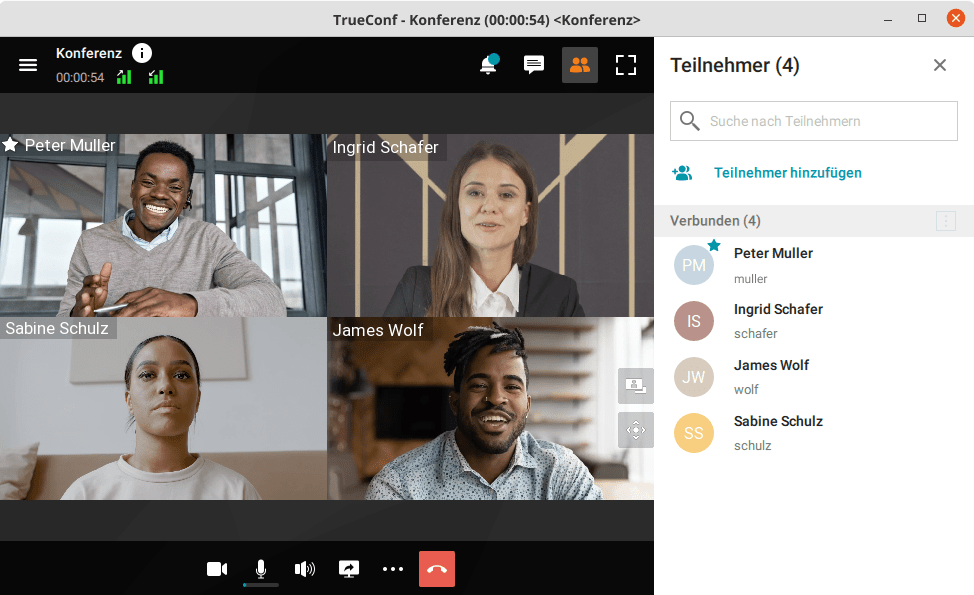 TrueConf - Konferenz (00:00:54) <Konferenz>
Konferenz
00:00:54
Peter Muller
Ingrid Schafer
Sabine Schulz
James Wolf
Teilnehmer (4)
Suche nach Teilnehmern
Teilnehmer hinzufügen
Verbunden (4)
PM
Peter Muller
muller
IS
Ingrid Schafer
schafer
JW
James Wolf
wolf
SS
Sabine Schulz
schulz